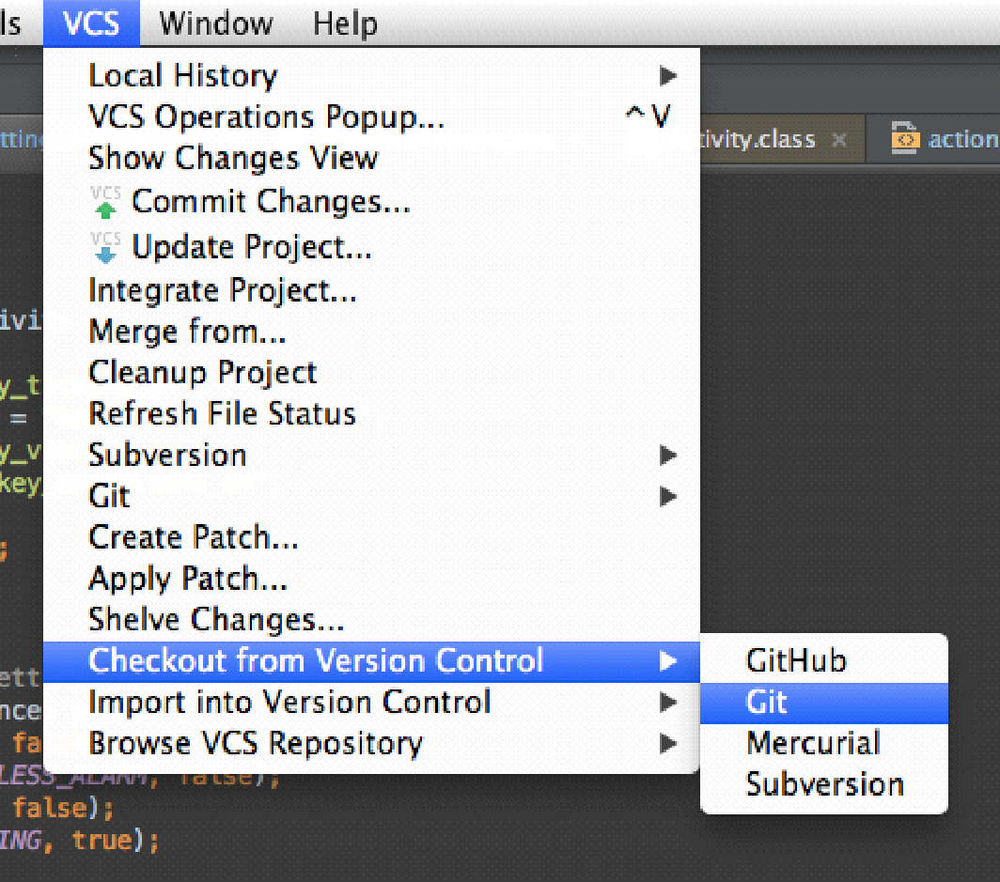 ls VCS Window Help
Local History
VCS Operations Popup... ^V
Show Changes View
VCS Commit Changes...
VCS Update Project...
Integrate Project...
Merge from...
Cleanup Project
Refresh File Status
Subversion
Git
Create Patch...
Apply Patch...
Shelve Changes...
Checkout from Version Control
Import into Version Control
Browse VCS Repository
GitHub
Git
Mercurial
Subversion
tting
tivity.class ×
<> action
ivi
y_t
=
y_v
key
;
ett
nce
fa
LESS_ALARM, false);
false);
ING, true);